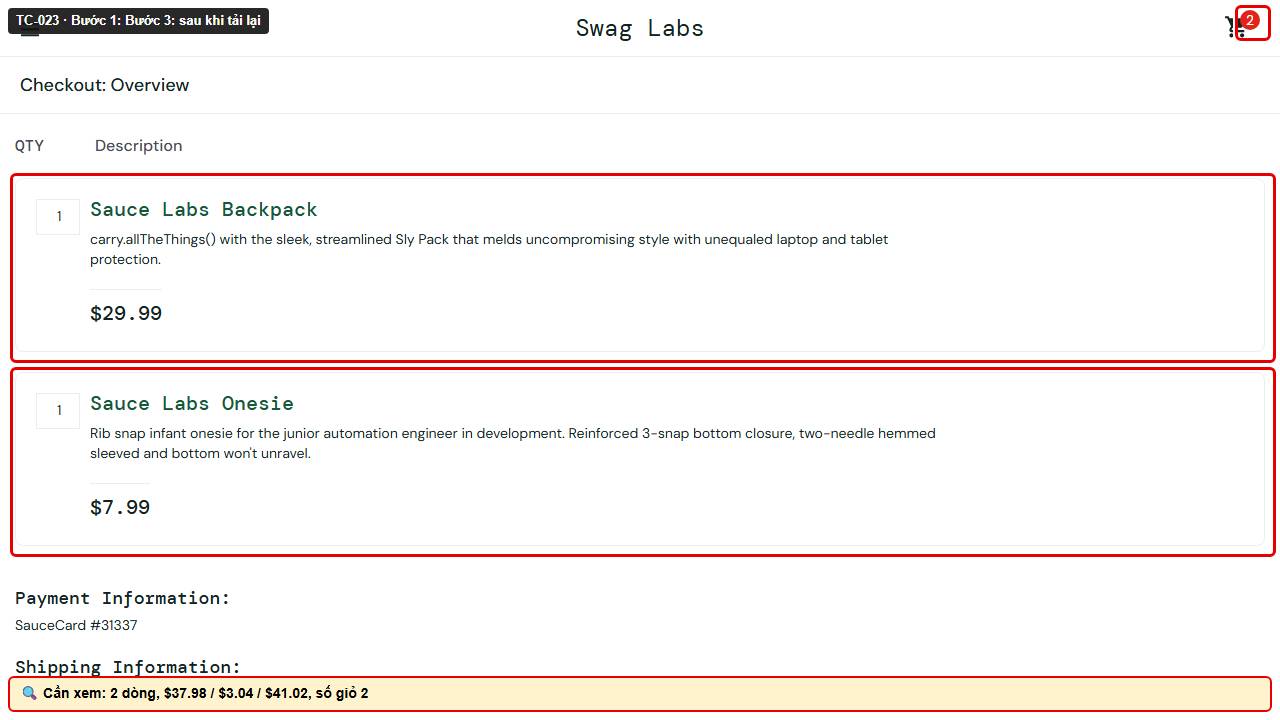 TC-023 · Bước 1: Bước 3: sau khi tải lại
Swag Labs
2
Checkout: Overview
QTY Description
1
Sauce Labs Backpack
carry.allTheThings() with the sleek, streamlined Sly Pack that melds uncompromising style with unequaled laptop and tablet
protection.
$29.99
1
Sauce Labs Onesie
Rib snap infant onesie for the junior automation engineer in development. Reinforced 3-snap bottom closure, two-needle hemmed
sleeved and bottom won't unravel.
$7.99
Payment Information:
SauceCard #31337
Shipping Information:
🔍 Cần xem: 2 dòng, $37.98 / $3.04 / $41.02, số giỏ 2